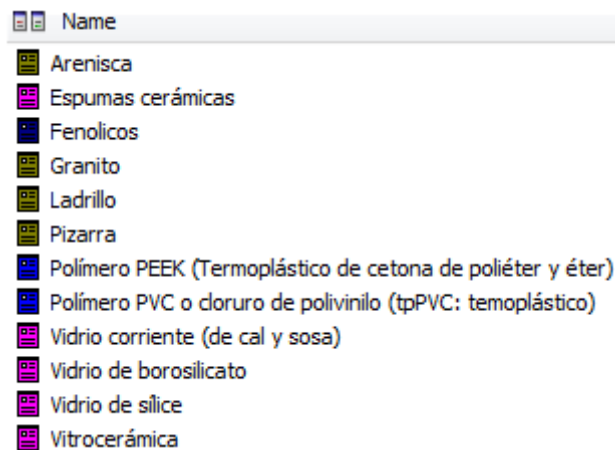 Name
Arenisca
Espumas cerámicas
Fenolicos
Granito
Ladrillo
Pizarra
Polímero PEEK (Termoplástico de cetona de poliéter y éter)
Polímero PVC o cloruro de polivinilo (tpPVC: temoplástico)
Vidrio corriente (de cal y sosa)
Vidrio de borosilicato
Vidrio de sílice
Vitrocerámica